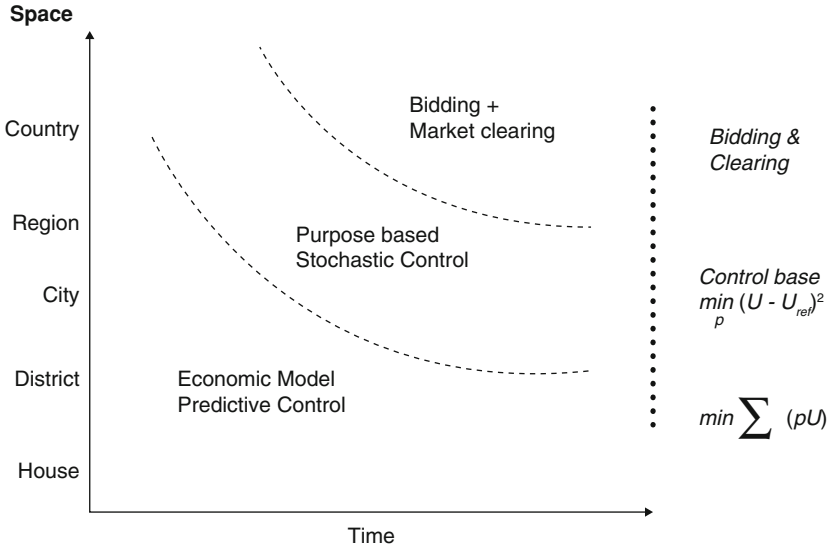 Space
Country
Region
City
District
House
Time
Bidding +
Market clearing
Purpose based
Stochastic Control
Economic Model
Predictive Control
Bidding &
Clearing
Control base
min (U - U_ref)²
p
min ∑ (pU)